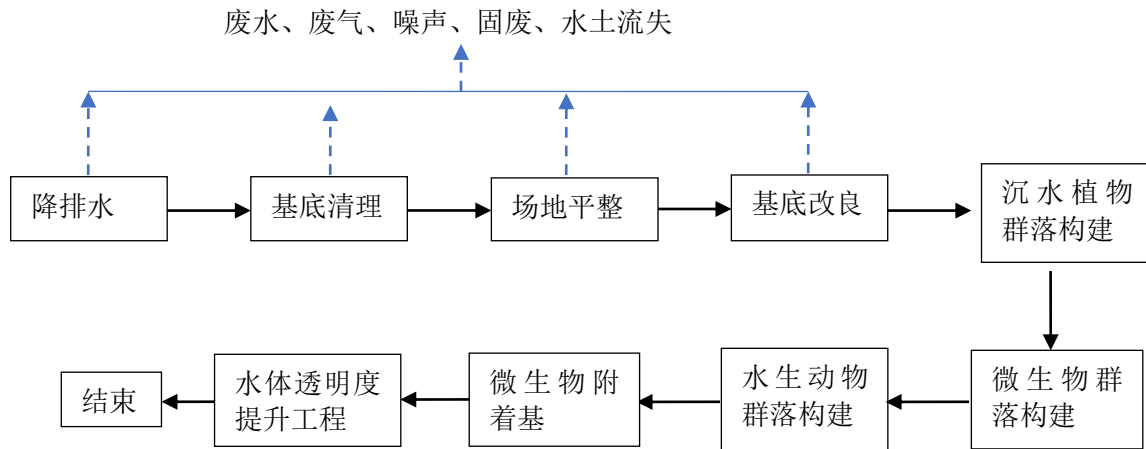 废水、废气、噪声、固废、水土流失
降排水
基底清理
场地平整
基底改良
沉水植物
群落构建
微生物群
落构建
水生动物
群落构建
微生物附
着基
水体透明度
提升工程
结束